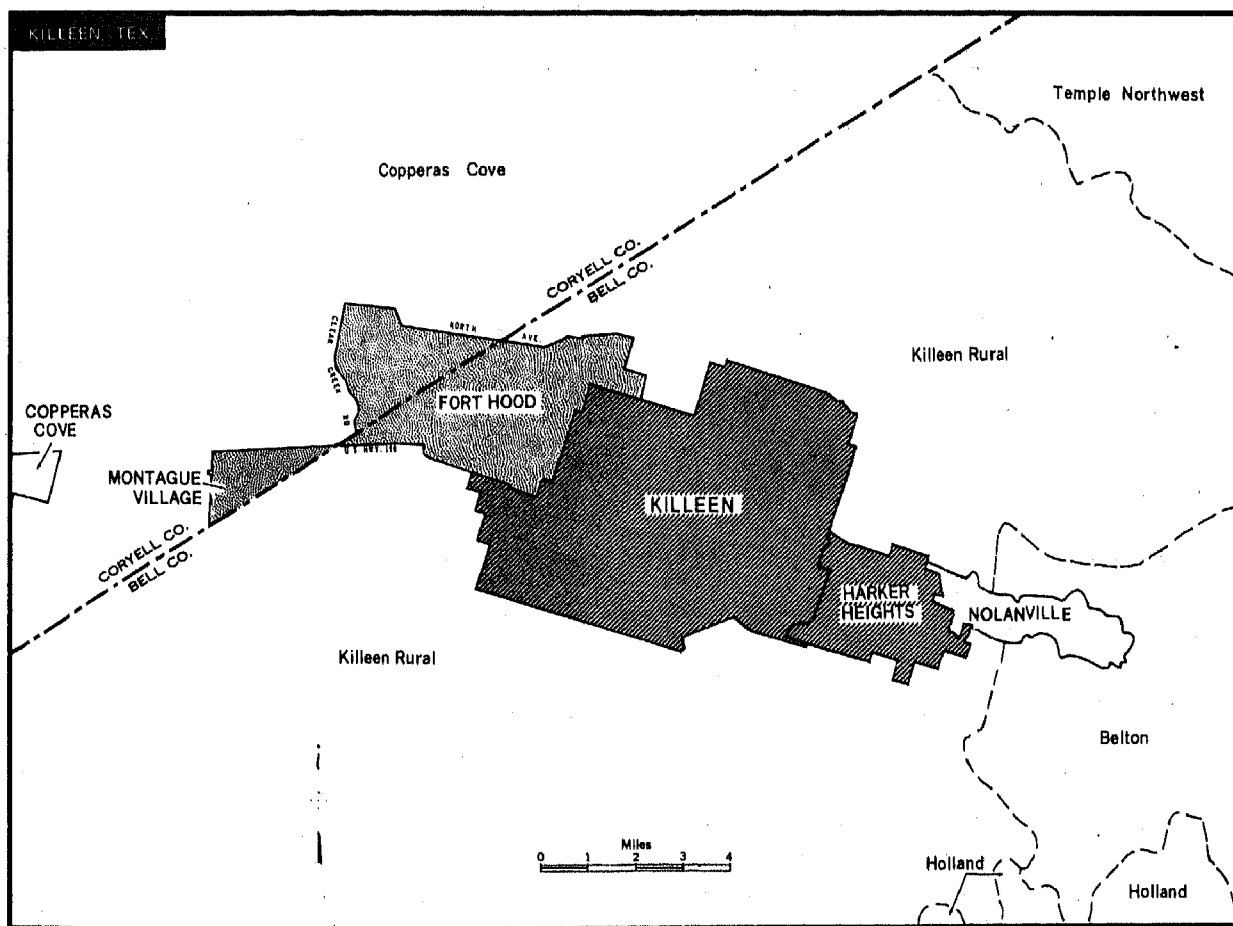 KILLEEN, TEX.
Temple Northwest
Copperas Cove
CORYELL CO.
BELL CO.
CLEAR
CREEK
RD
NORTH
AVE.
Killeen Rural
FORT HOOD
COPPERAS
COVE
U.S. HWY. 190
MONTAGUE
VILLAGE
KILLEEN
CORYELL CO.
BELL CO.
HARKER
HEIGHTS
NOLANVILLE
Killeen Rural
Belton
Miles
0 1 2 3 4
Holland
Holland